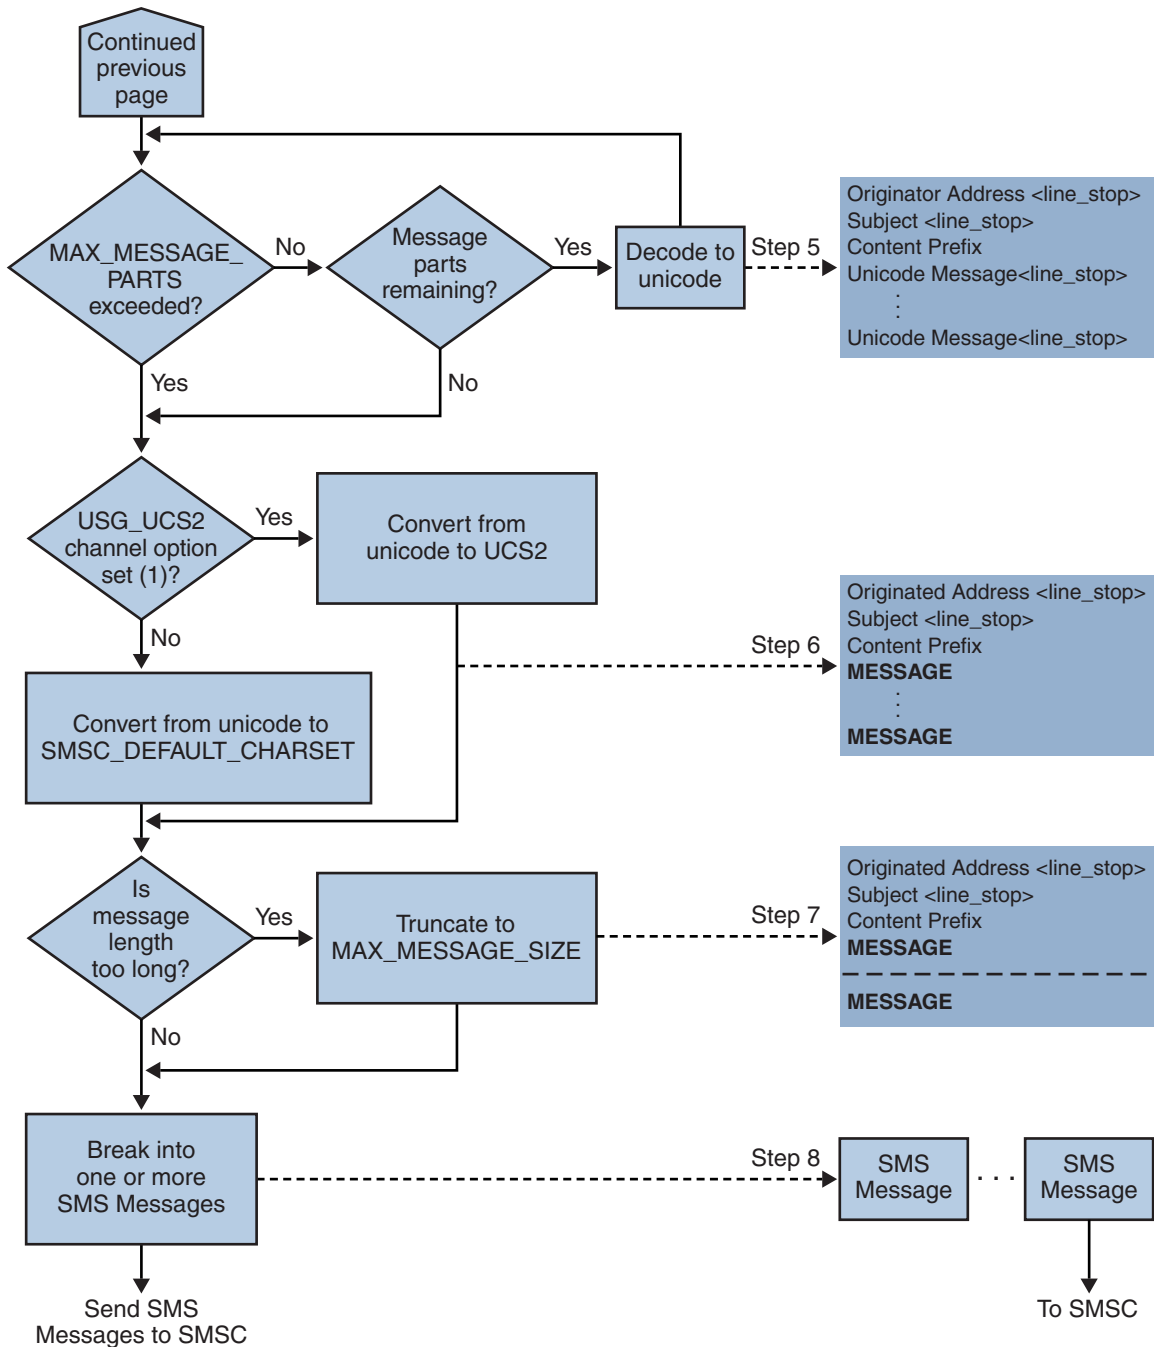 Continued
previous
page
MAX_MESSAGE_
PARTS
exceeded?
No
Message
parts
remaining?
Yes
Decode to
unicode
Step 5
Originator Address <line_stop>
Subject <line_stop>
Content Prefix
Unicode Message<line_stop>
.
.
.
Unicode Message<line_stop>
Yes
No
USG_UCS2
channel option
set (1)?
Yes
Convert from
unicode to UCS2
No
Step 6
Originated Address <line_stop>
Subject <line_stop>
Content Prefix
MESSAGE
.
.
.
MESSAGE
Convert from unicode to
SMSC_DEFAULT_CHARSET
Is
message
length
too long?
Yes
Truncate to
MAX_MESSAGE_SIZE
Step 7
Originated Address <line_stop>
Subject <line_stop>
Content Prefix
MESSAGE
MESSAGE
No
Break into
one or more
SMS Messages
Step 8
SMS
Message
. . .
SMS
Message
Send SMS
Messages to SMSC
To SMSC